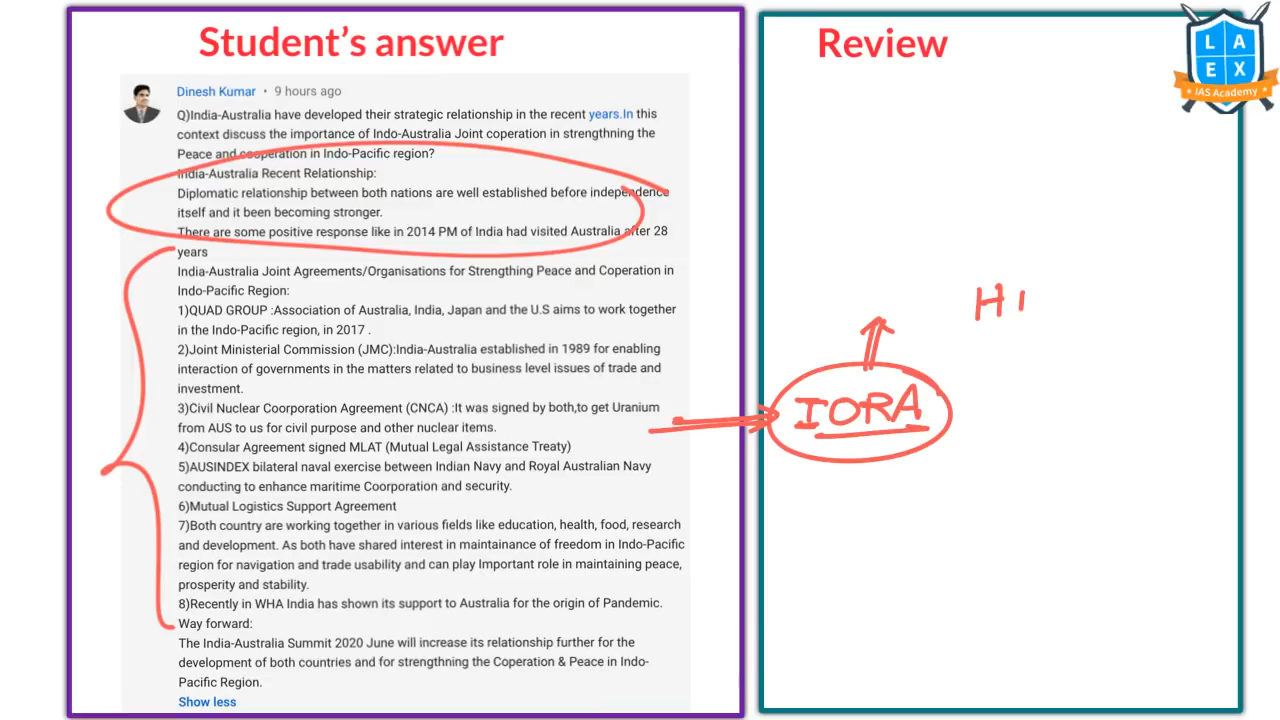 Student's answer
Dinesh Kumar • 9 hours ago
Q)India-Australia have developed their strategic relationship in the recent years.In this
context discuss the importance of Indo-Australia Joint coperation in strengthning the
Peace and cooperation in Indo-Pacific region?
India-Australia Recent Relationship:
Diplomatic relationship between both nations are well established before independence
itself and it been becoming stronger.
There are some positive response like in 2014 PM of India had visited Australia after 28
years
India-Australia Joint Agreements/Organisations for Strengthing Peace and Coperation in
Indo-Pacific Region:
1)QUAD GROUP :Association of Australia, India, Japan and the U.S aims to work together
in the Indo-Pacific region, in 2017 .
2)Joint Ministerial Commission (JMC):India-Australia established in 1989 for enabling
interaction of governments in the matters related to business level issues of trade and
investment.
3)Civil Nuclear Coorporation Agreement (CNCA) :It was signed by both,to get Uranium
from AUS to us for civil purpose and other nuclear items.
4)Consular Agreement signed MLAT (Mutual Legal Assistance Treaty)
5)AUSINDEX bilateral naval exercise between Indian Navy and Royal Australian Navy
conducting to enhance maritime Coorporation and security.
6)Mutual Logistics Support Agreement
7)Both country are working together in various fields like education, health, food, research
and development. As both have shared interest in maintainance of freedom in Indo-Pacific
region for navigation and trade usability and can play Important role in maintaining peace,
prosperity and stability.
8)Recently in WHA India has shown its support to Australia for the origin of Pandemic.
Way forward:
The India-Australia Summit 2020 June will increase its relationship further for the
development of both countries and for strengthning the Coperation & Peace in Indo-
Pacific Region.
Show less
Review
HI
IORA
L A
E X
IAS Academy